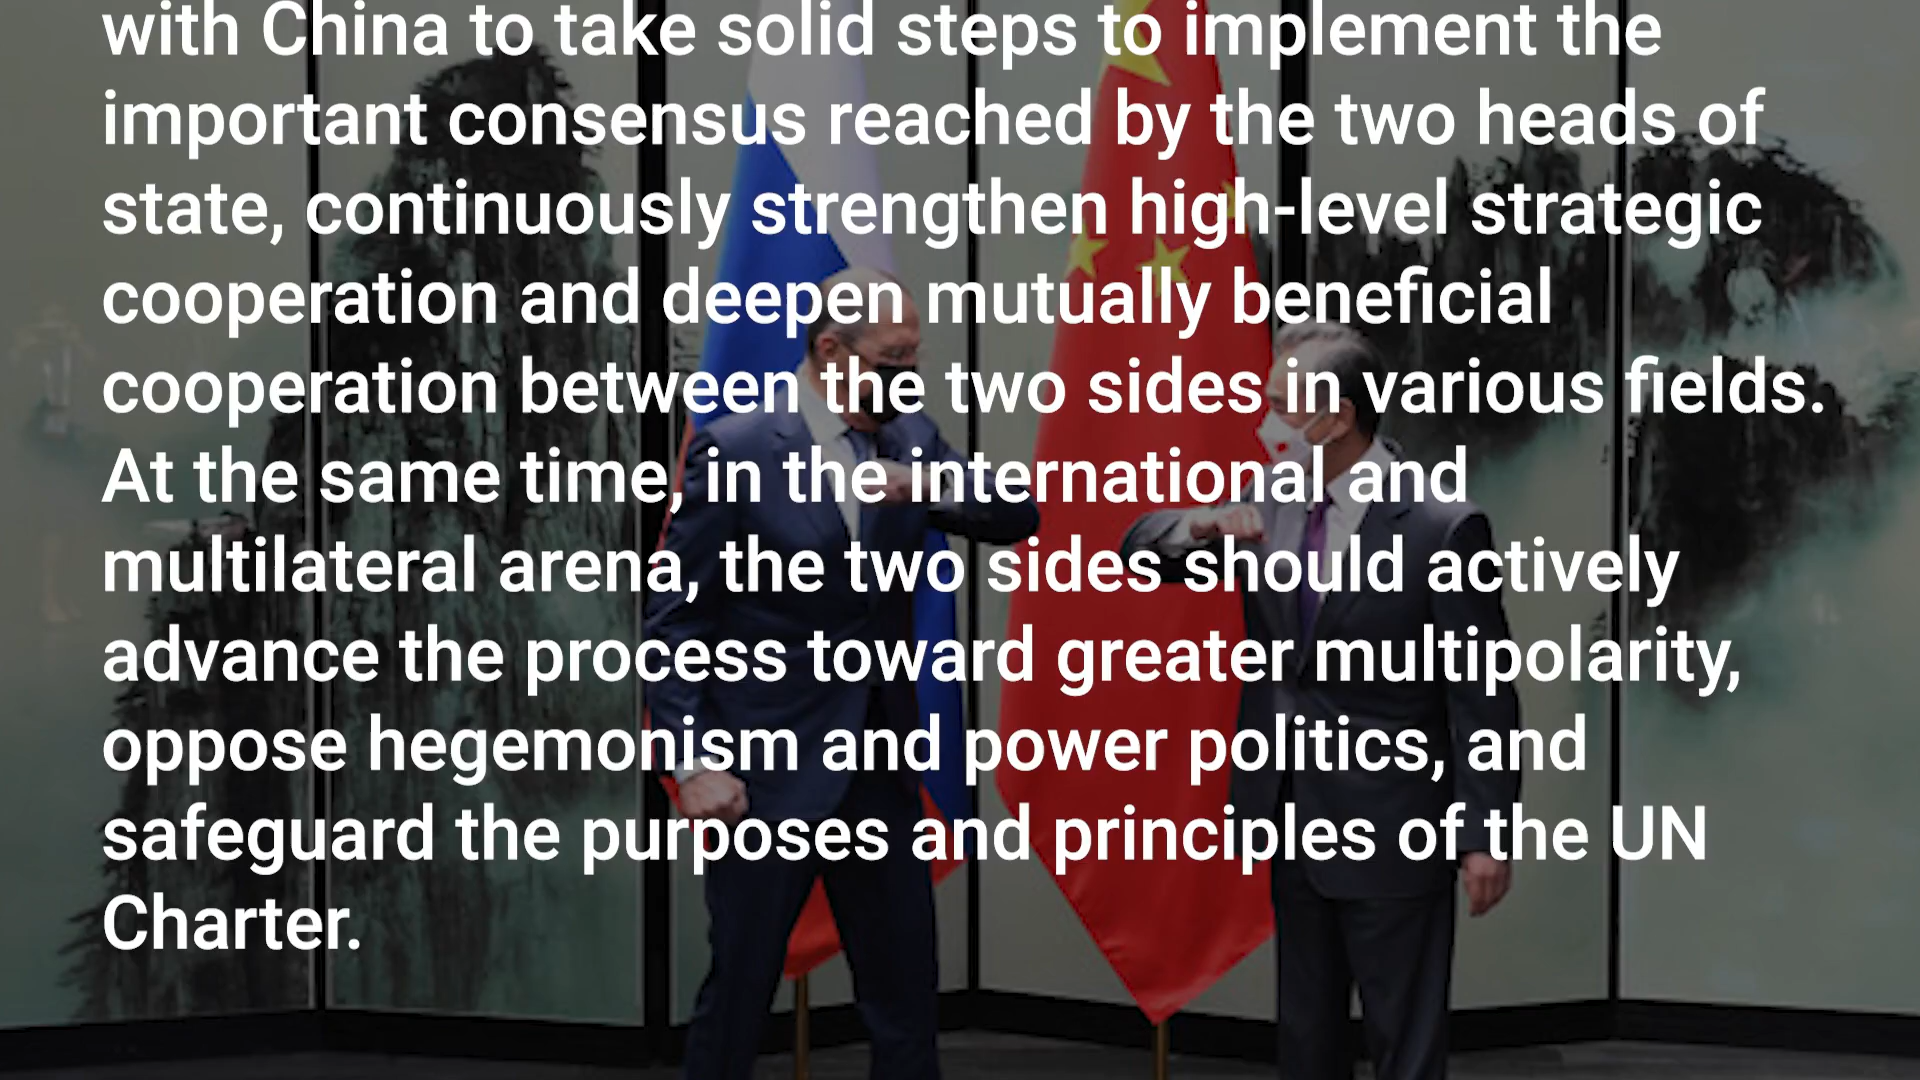 with China to take solid steps to implement the
important consensus reached by the two heads of
state, continuously strengthen high-level strategic
cooperation and deepen mutually beneficial
cooperation between the two sides in various fields.
At the same time, in the international and
multilateral arena, the two sides should actively
advance the process toward greater multipolarity,
oppose hegemonism and power politics, and
safeguard the purposes and principles of the UN
Charter.